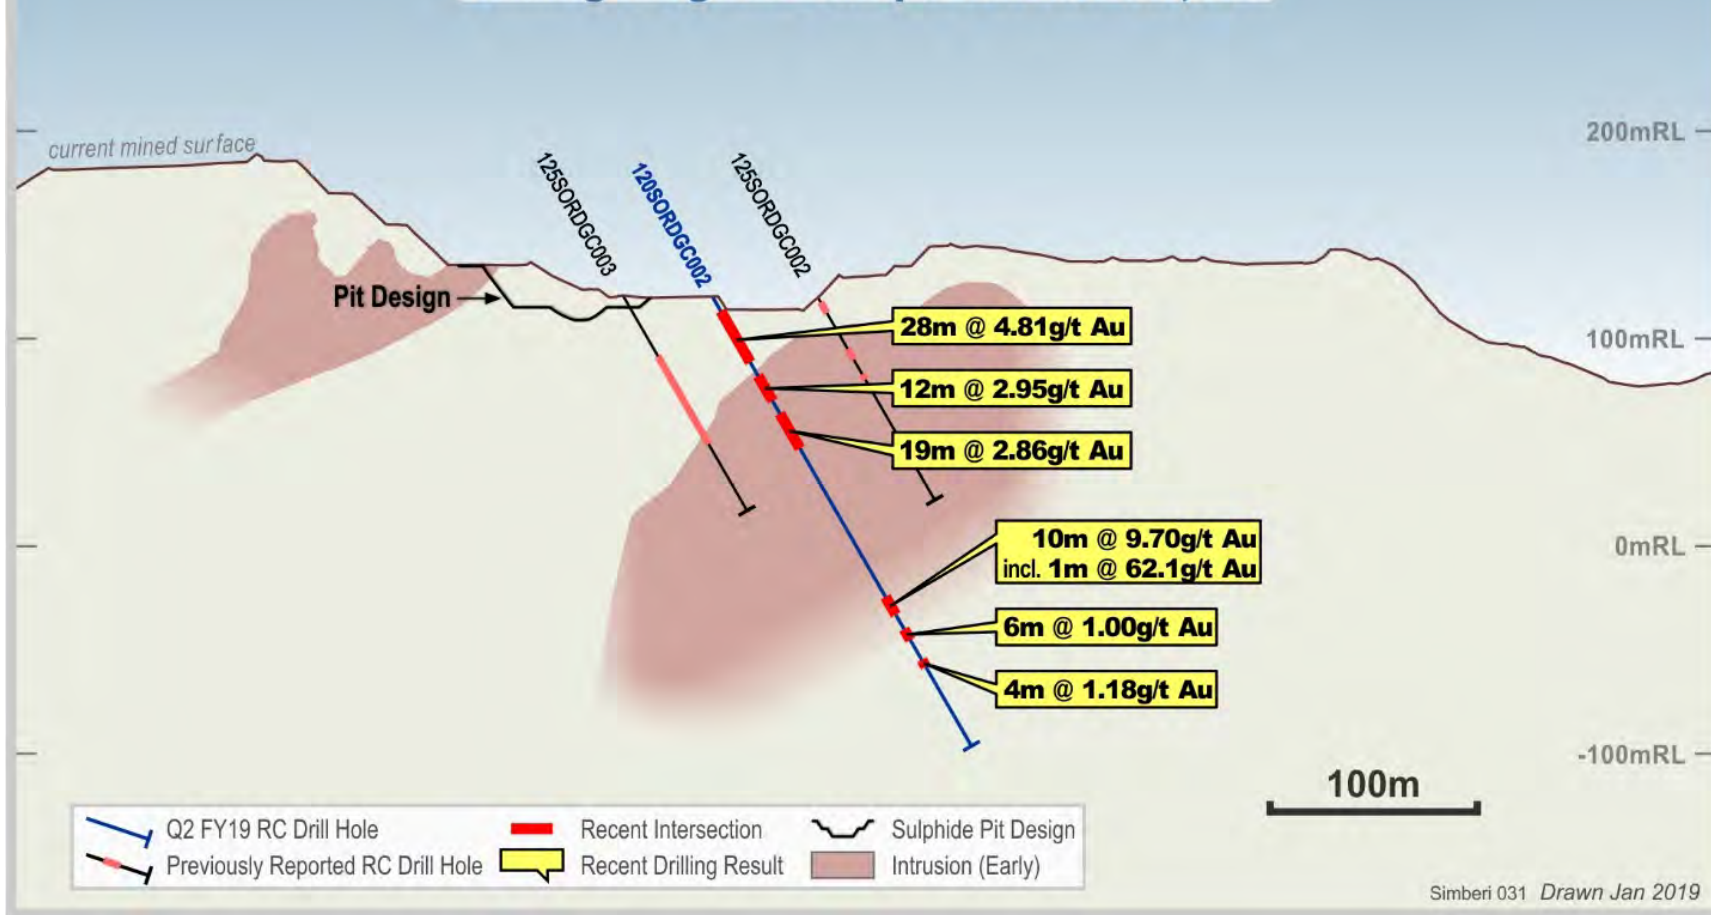 current mined surface
200mRL
125SORDGC003
120SORDGC002
125SORDGC002
Pit Design
28m @ 4.81g/t Au
100mRL
12m @ 2.95g/t Au
19m @ 2.86g/t Au
10m @ 9.70g/t Au
incl. 1m @ 62.1g/t Au
0mRL
6m @ 1.00g/t Au
4m @ 1.18g/t Au
-100mRL
100m
Q2 FY19 RC Drill Hole
Recent Intersection
Sulphide Pit Design
Previously Reported RC Drill Hole
Recent Drilling Result
Intrusion (Early)
Simberi 031 Drawn Jan 2019